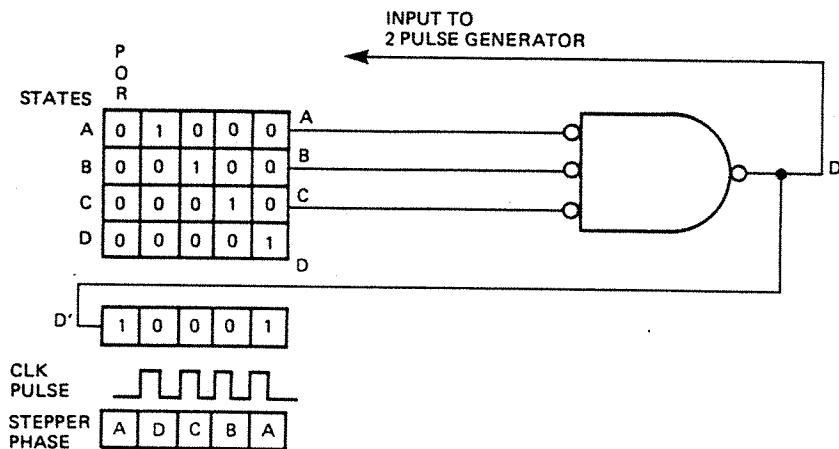 INPUT TO
2 PULSE GENERATOR
P
O
R
STATES
A 0 1 0 0 0 A
B 0 0 1 0 0 B
C 0 0 0 1 0 C
D 0 0 0 0 1 D
D
D' 1 0 0 0 1
CLK
PULSE
STEPPER
PHASE
A D C B A